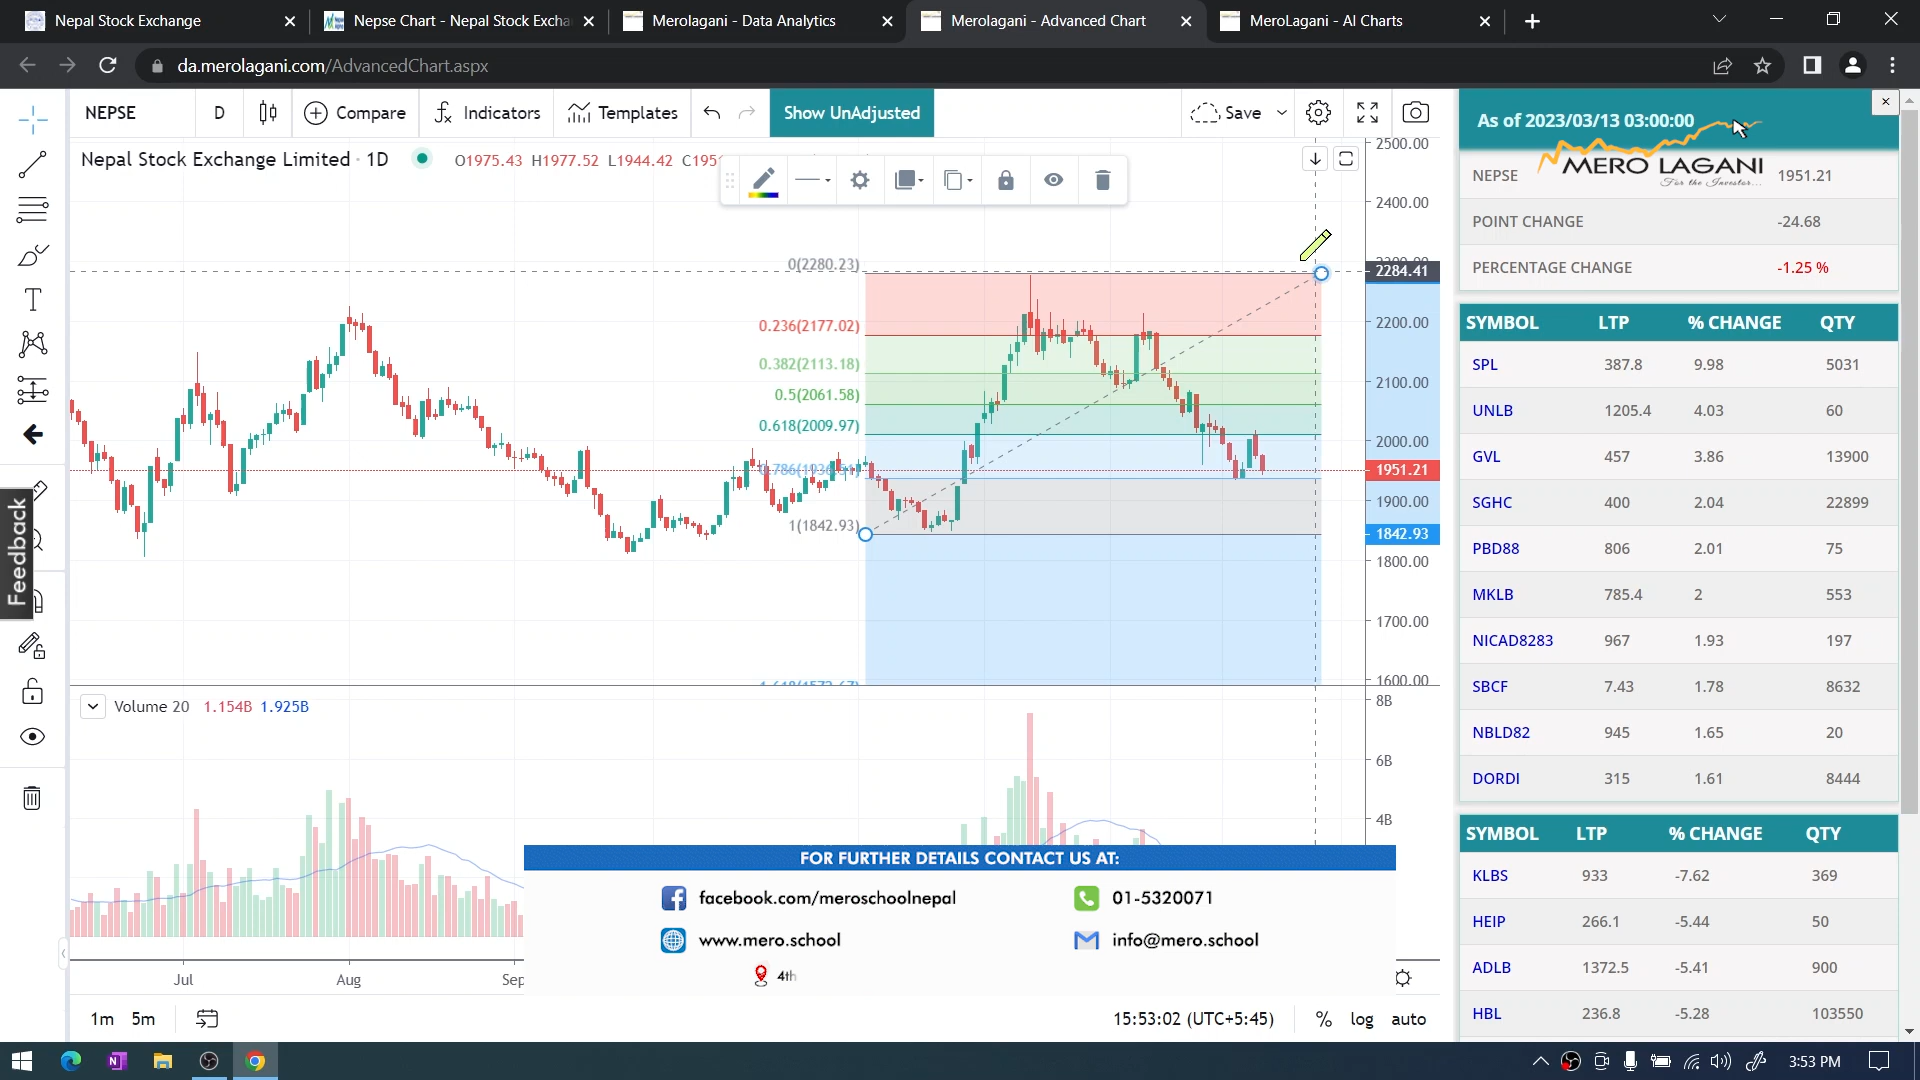 Nepal Stock Exchange
Nepse Chart - Nepal Stock Excha
Merolagani - Data Analytics
Merolagani - Advanced Chart
MeroLagani - AI Charts
da.merolagani.com/AdvancedChart.aspx
NEPSE D Compare Indicators Templates Show UnAdjusted Save
Nepal Stock Exchange Limited · 1D O1975.43 H1977.52 L1944.42
2500.00
2400.00
2284.41
2200.00
2100.00
2000.00
1951.21
1900.00
1842.93
1800.00
1700.00
1600.00
0(2280.23)
0.236(2177.02)
0.382(2113.18)
0.5(2061.58)
0.618(2009.97)
1(1842.93)
Feedback
Volume 20 1.154B 1.925B
8B
6B
4B
Jul Aug Sep
FOR FURTHER DETAILS CONTACT US AT:
facebook.com/meroschoolnepal 01-5320071
www.mero.school info@mero.school
4th
1m 5m 15:53:02 (UTC+5:45) % log auto
As of 2023/03/13 03:00:00
MERO LAGANI
For the Investor...
NEPSE 1951.21
POINT CHANGE -24.68
PERCENTAGE CHANGE -1.25 %
SYMBOL LTP % CHANGE QTY
SPL 387.8 9.98 5031
UNLB 1205.4 4.03 60
GVL 457 3.86 13900
SGHC 400 2.04 22899
PBD88 806 2.01 75
MKLB 785.4 2 553
NICAD8283 967 1.93 197
SBCF 7.43 1.78 8632
NBLD82 945 1.65 20
DORDI 315 1.61 8444
SYMBOL LTP % CHANGE QTY
KLBS 933 -7.62 369
HEIP 266.1 -5.44 50
ADLB 1372.5 -5.41 900
HBL 236.8 -5.28 103550
3:53 PM